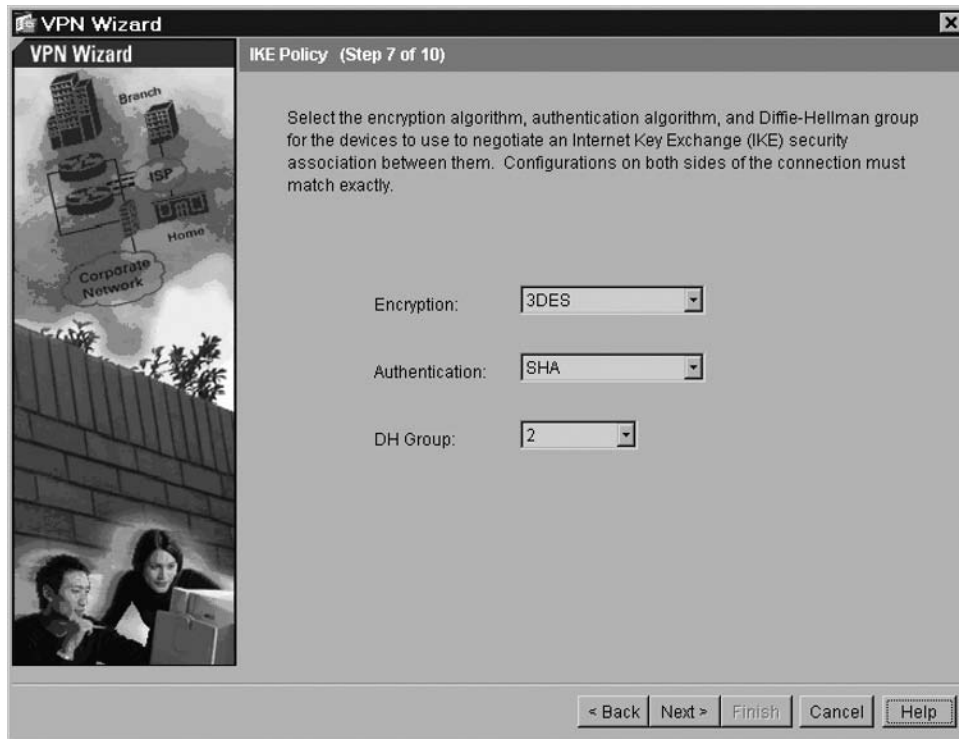 VPN Wizard
VPN Wizard
IKE Policy (Step 7 of 10)
Branch
ISP
Home
Corporate
Network
Select the encryption algorithm, authentication algorithm, and Diffie-Hellman group
for the devices to use to negotiate an Internet Key Exchange (IKE) security
association between them. Configurations on both sides of the connection must
match exactly.
Encryption:
3DES
Authentication:
SHA
DH Group:
2
< Back
Next >
Finish
Cancel
Help